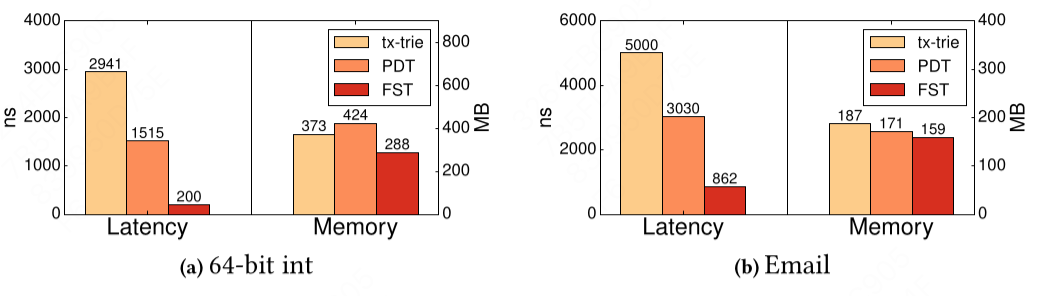 4000
3000
2000
1000
0
ns
2941
1515
200
373
424
288
tx-trie
PDT
FST
800
600
400
200
0
MB
Latency
Memory
(a) 64-bit int
6000
4000
2000
0
ns
5000
3030
862
187
171
159
tx-trie
PDT
FST
400
300
200
100
0
MB
Latency
Memory
(b) Email